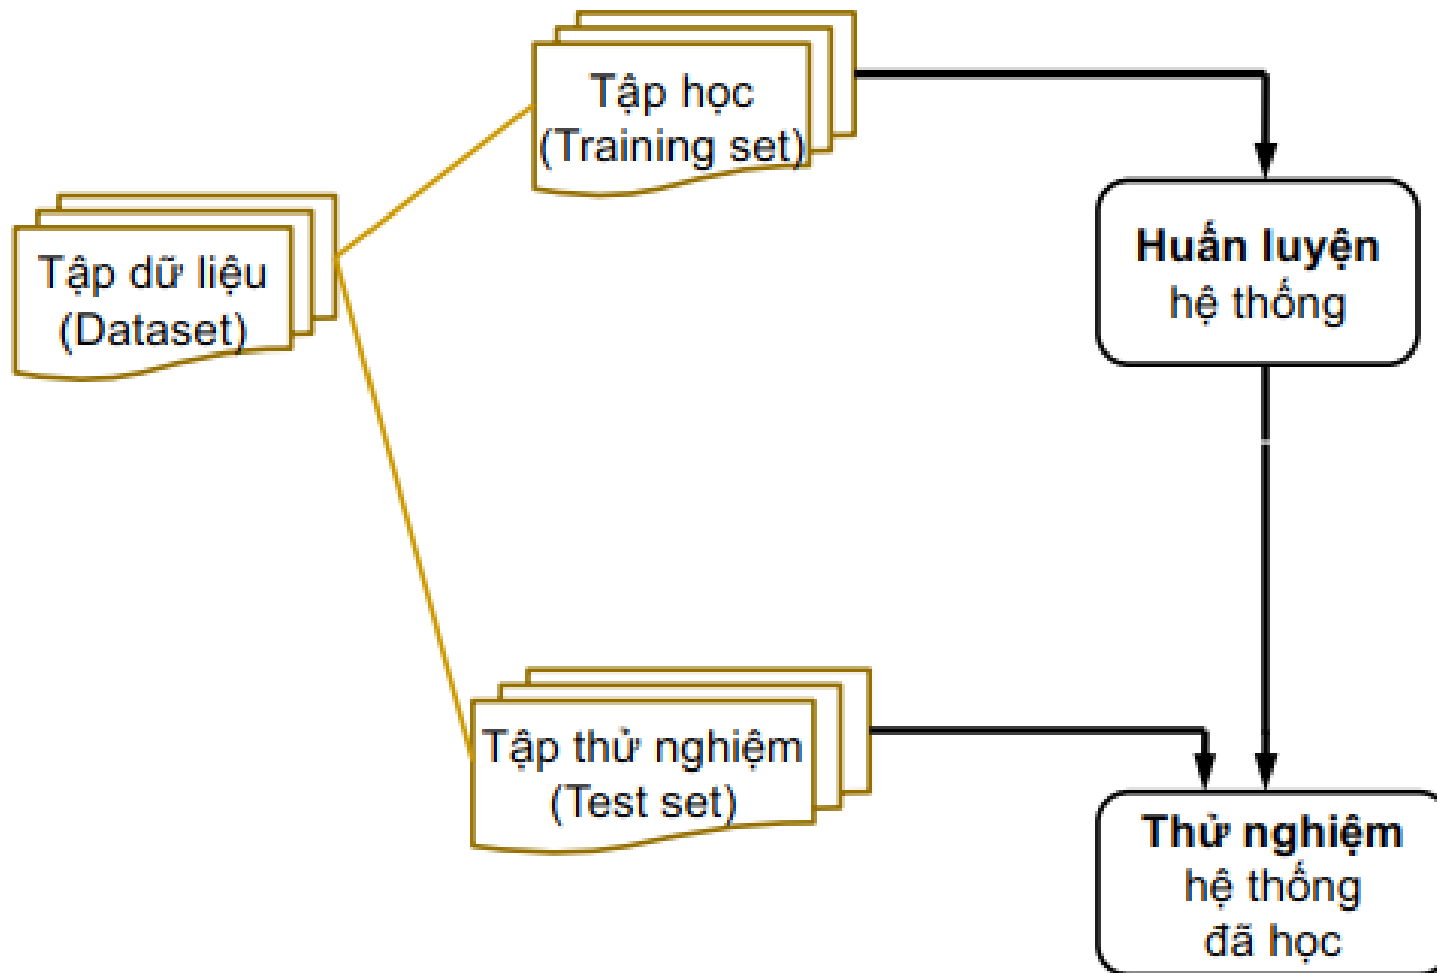 Tập học
(Training set)
Tập dữ liệu
(Dataset)
Huấn luyện
hệ thống
Tập thử nghiệm
(Test set)
Thử nghiệm
hệ thống
đã học